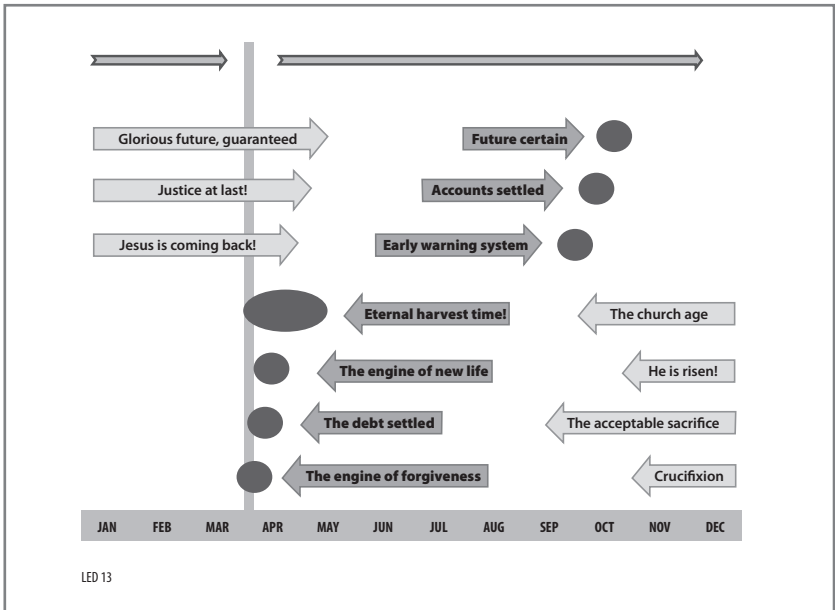 Glorious future, guaranteed
Future certain
Justice at last!
Accounts settled
Jesus is coming back!
Early warning system
Eternal harvest time!
The church age
The engine of new life
He is risen!
The debt settled
The acceptable sacrifice
The engine of forgiveness
Crucifixion
JAN FEB MAR APR MAY JUN JUL AUG SEP OCT NOV DEC
LED 13